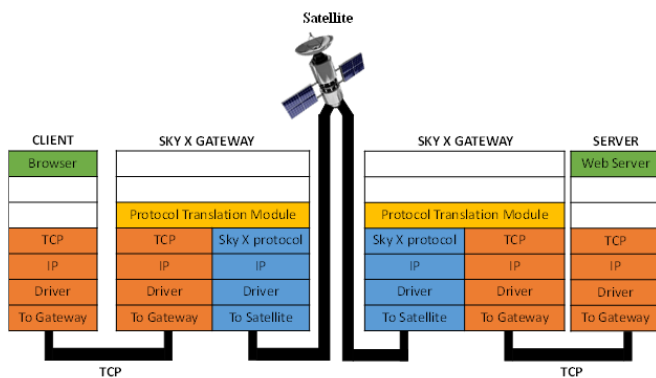 Satellite
CLIENT
SKY X GATEWAY
SKY X GATEWAY
SERVER
Browser
Web Server
Protocol Translation Module
Protocol Translation Module
TCP
TCP
Sky X protocol
Sky X protocol
TCP
TCP
IP
IP
IP
IP
IP
IP
Driver
Driver
Driver
Driver
Driver
Driver
To Gateway
To Gateway
To Satellite
To Satellite
To Gateway
To Gateway
TCP
TCP